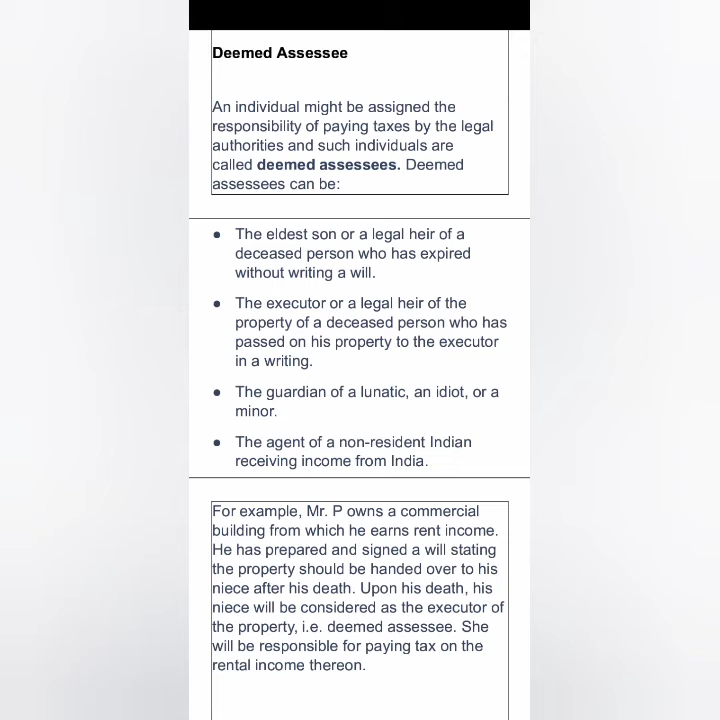 Deemed Assessee
An individual might be assigned the
responsibility of paying taxes by the legal
authorities and such individuals are
called deemed assessees. Deemed
assessees can be:
● The eldest son or a legal heir of a
deceased person who has expired
without writing a will.
● The executor or a legal heir of the
property of a deceased person who has
passed on his property to the executor
in a writing.
● The guardian of a lunatic, an idiot, or a
minor.
● The agent of a non-resident Indian
receiving income from India.
For example, Mr. P owns a commercial
building from which he earns rent income.
He has prepared and signed a will stating
the property should be handed over to his
niece after his death. Upon his death, his
niece will be considered as the executor of
the property, i.e. deemed assessee. She
will be responsible for paying tax on the
rental income thereon.